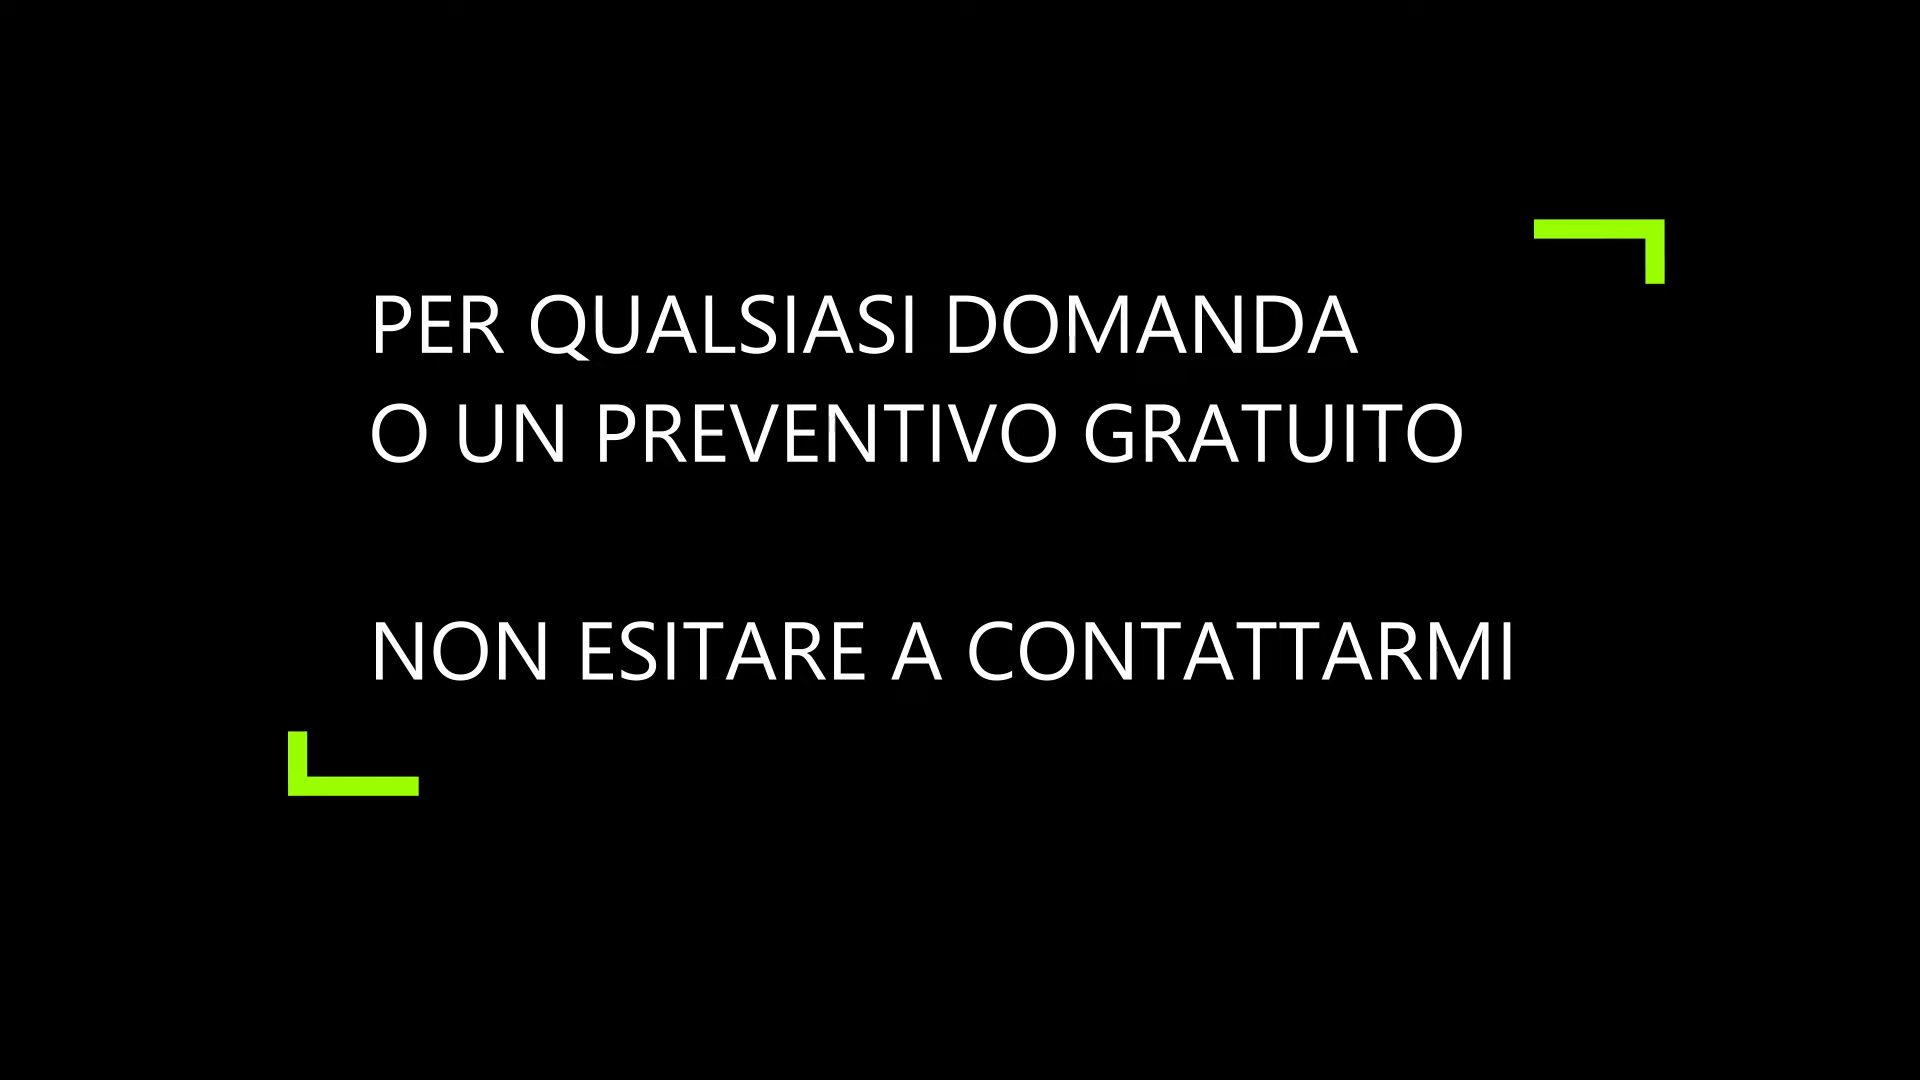 PER QUALSIASI DOMANDA
O UN PREVENTIVO GRATUITO
NON ESITARE A CONTATTARMI